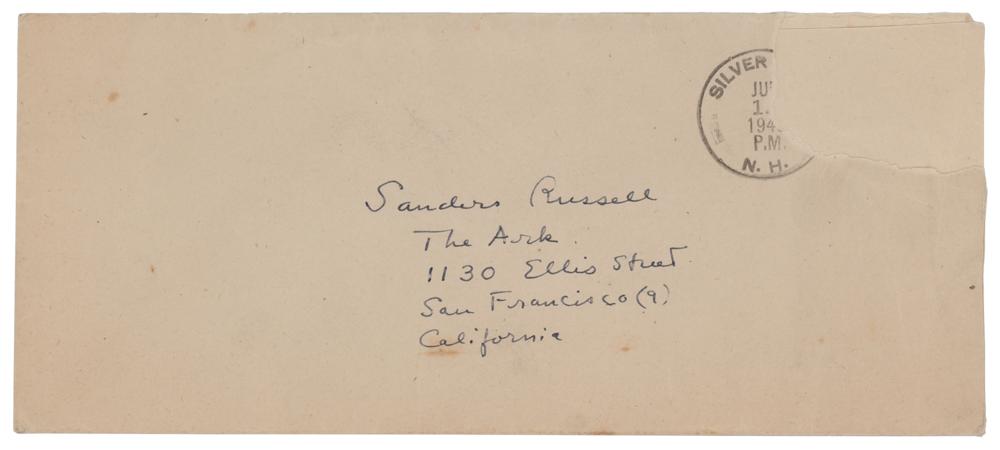 SILVER
JU
1
194
P.M.
N. H.
Sanders Russell
The Ark
1130 Ellis Street
San Francisco (9)
California